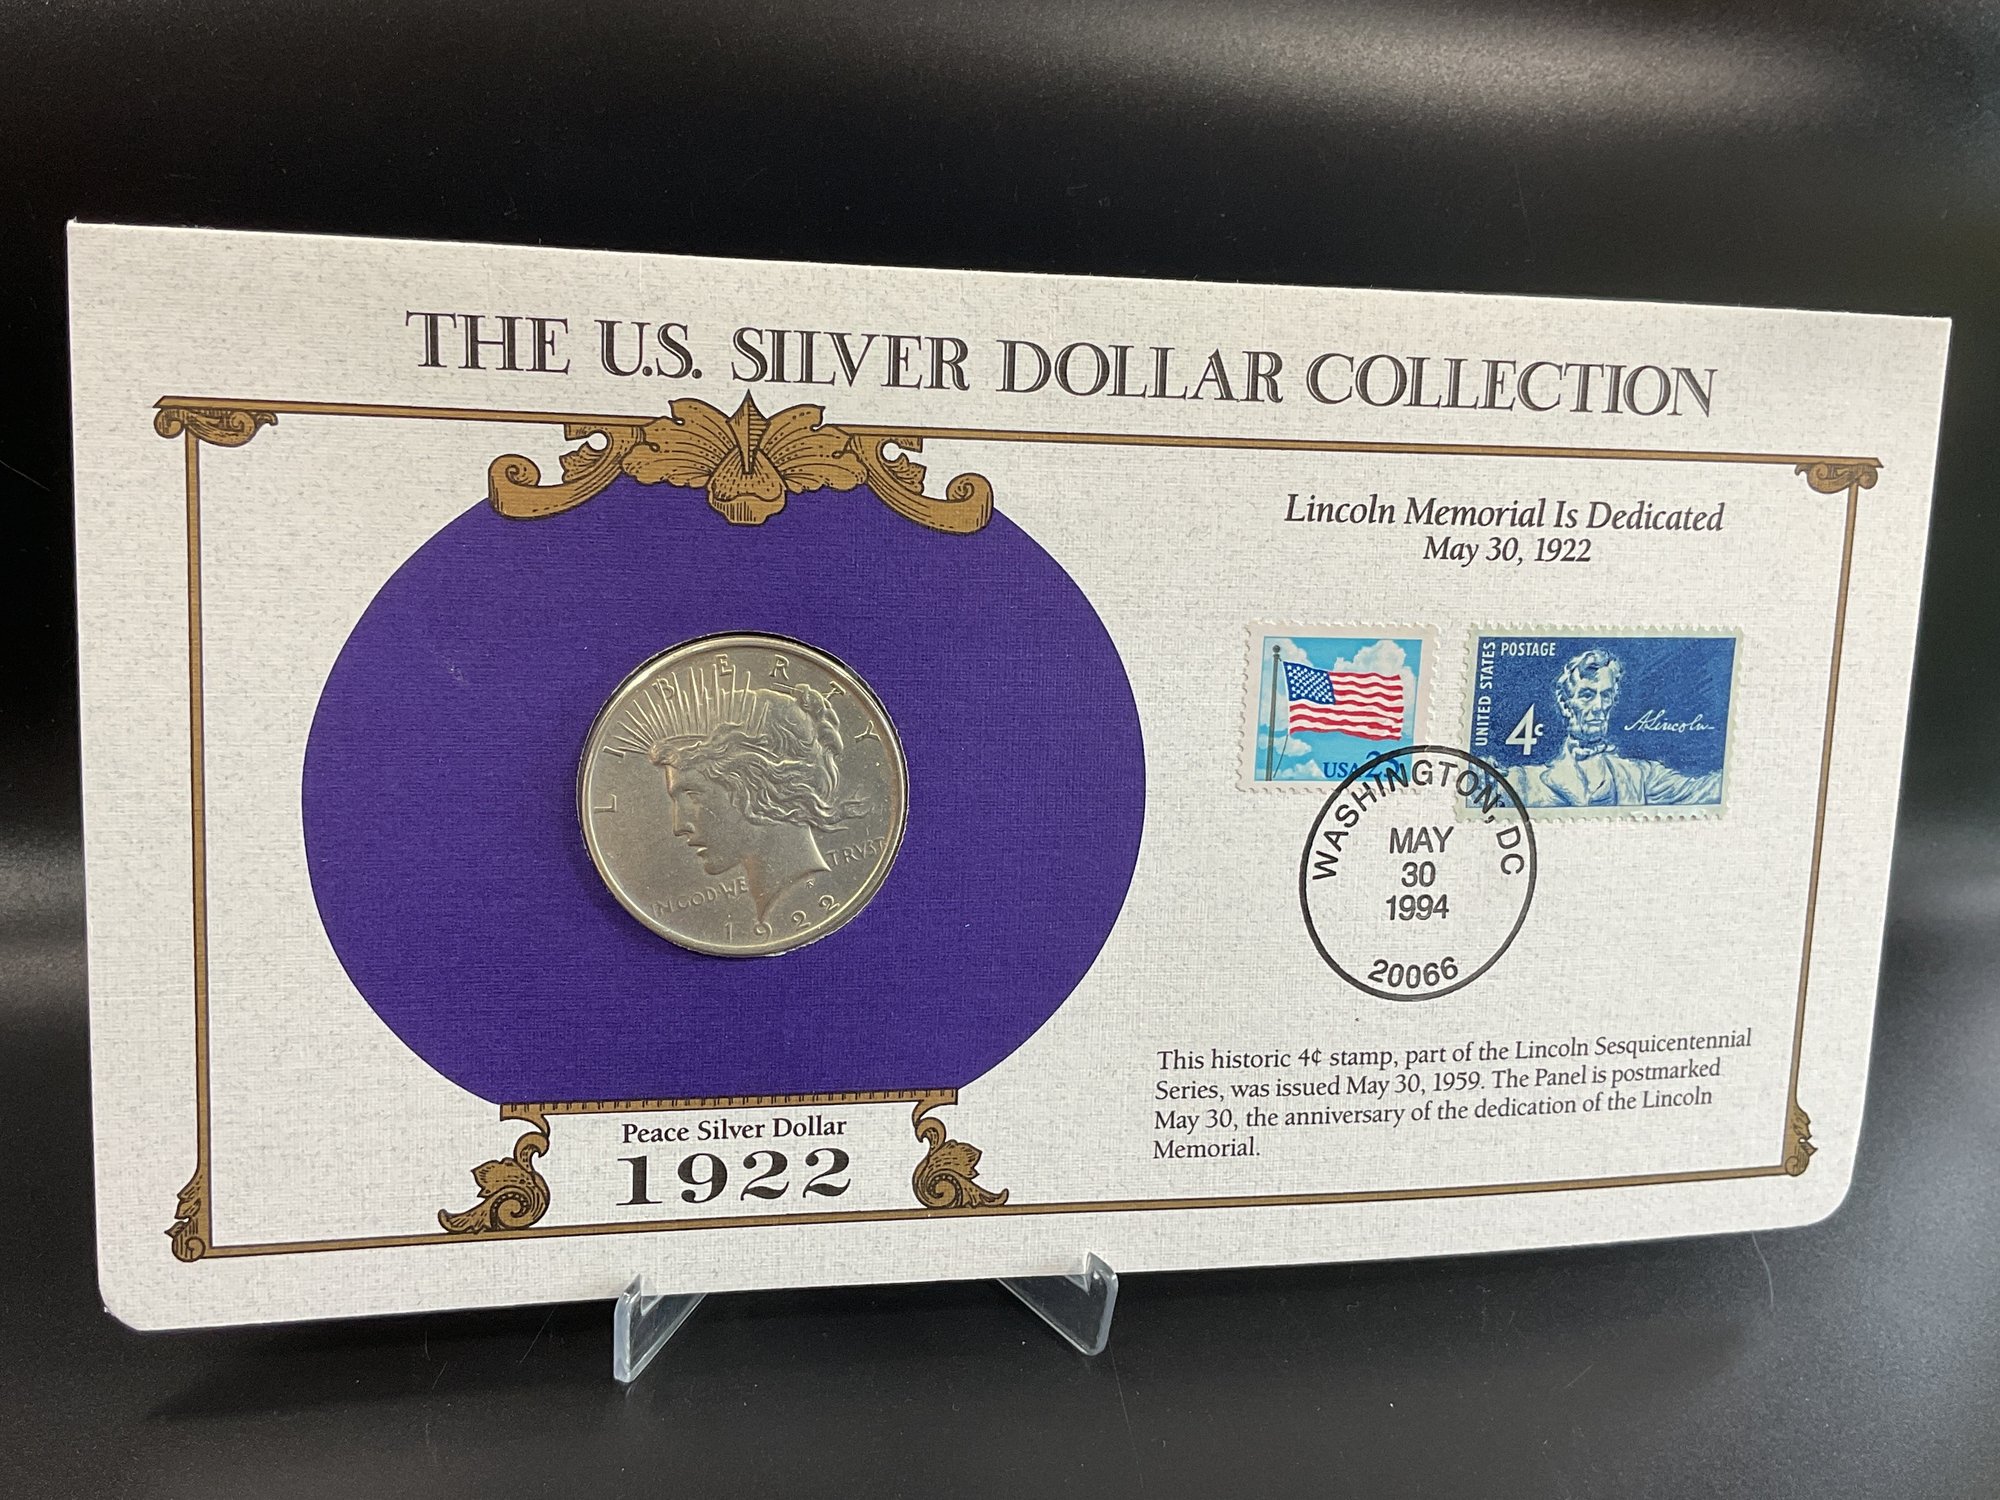 THE U.S. SILVER DOLLAR COLLECTION
Lincoln Memorial Is Dedicated
May 30, 1922
LIBERTY
IN GOD WE
TRVST
1922
USA
UNITED STATES
POSTAGE
4c
A. Lincoln
WASHINGTON, DC
MAY
30
1994
20066
This historic 4¢ stamp, part of the Lincoln Sesquicentennial
Series, was issued May 30, 1959. The Panel is postmarked
May 30, the anniversary of the dedication of the Lincoln
Memorial.
Peace Silver Dollar
1922